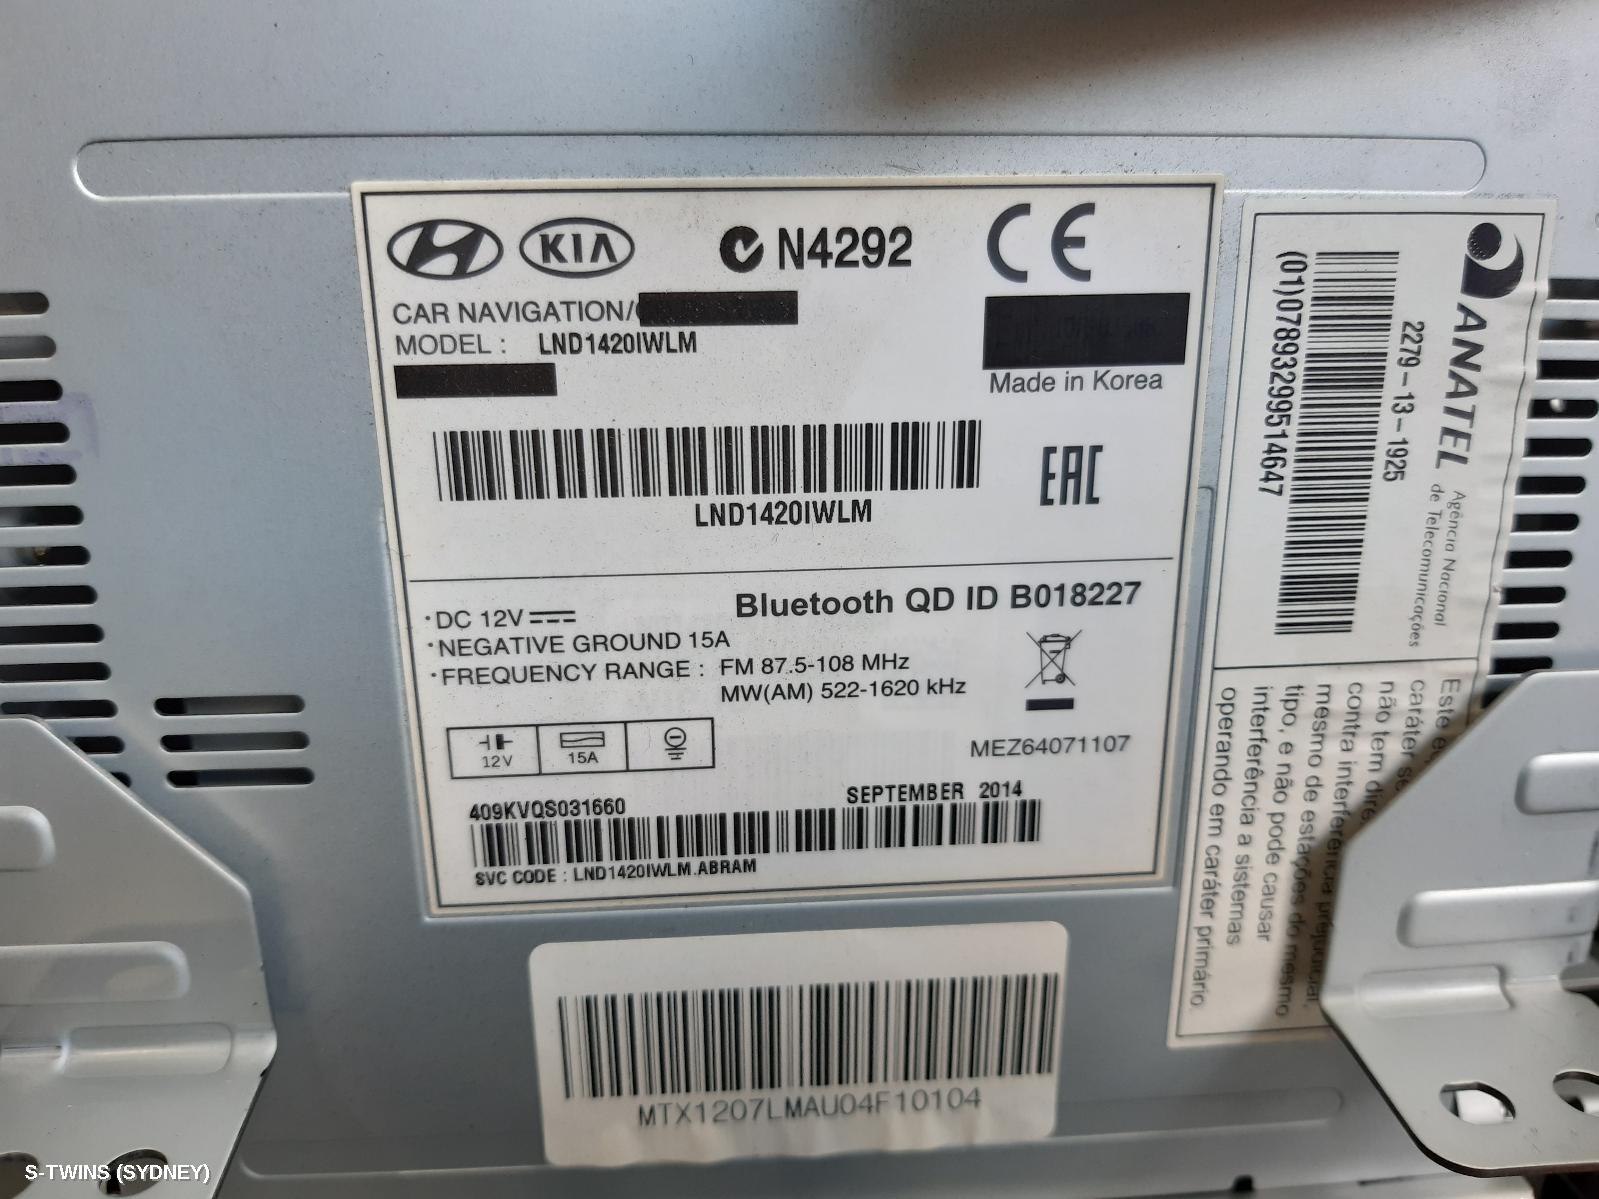 HYUNDAI KIA N4292 CE
CAR NAVIGATION/
MODEL : LND1420IWLM
Made in Korea
LND1420IWLM
EAC
·DC 12V
Bluetooth QD ID B018227
·NEGATIVE GROUND 15A
·FREQUENCY RANGE : FM 87.5-108 MHz
MW(AM) 522-1620 kHz
12V 15A
MEZ64071107
SEPTEMBER 2014
409KVQS031660
SVC CODE : LND1420IWLM.ABRAM
MTX1207LMAU04F10104
ANATEL
Agência Nacional
de Telecomunicações
2279-13-1925
(01)07893299514647
Este
caráter
não tem
contra interferência prejudicial,
mesmo de estações do mesmo
tipo, e não pode causar
interferência a sistemas
operando em caráter primário.
S-TWINS (SYDNEY)